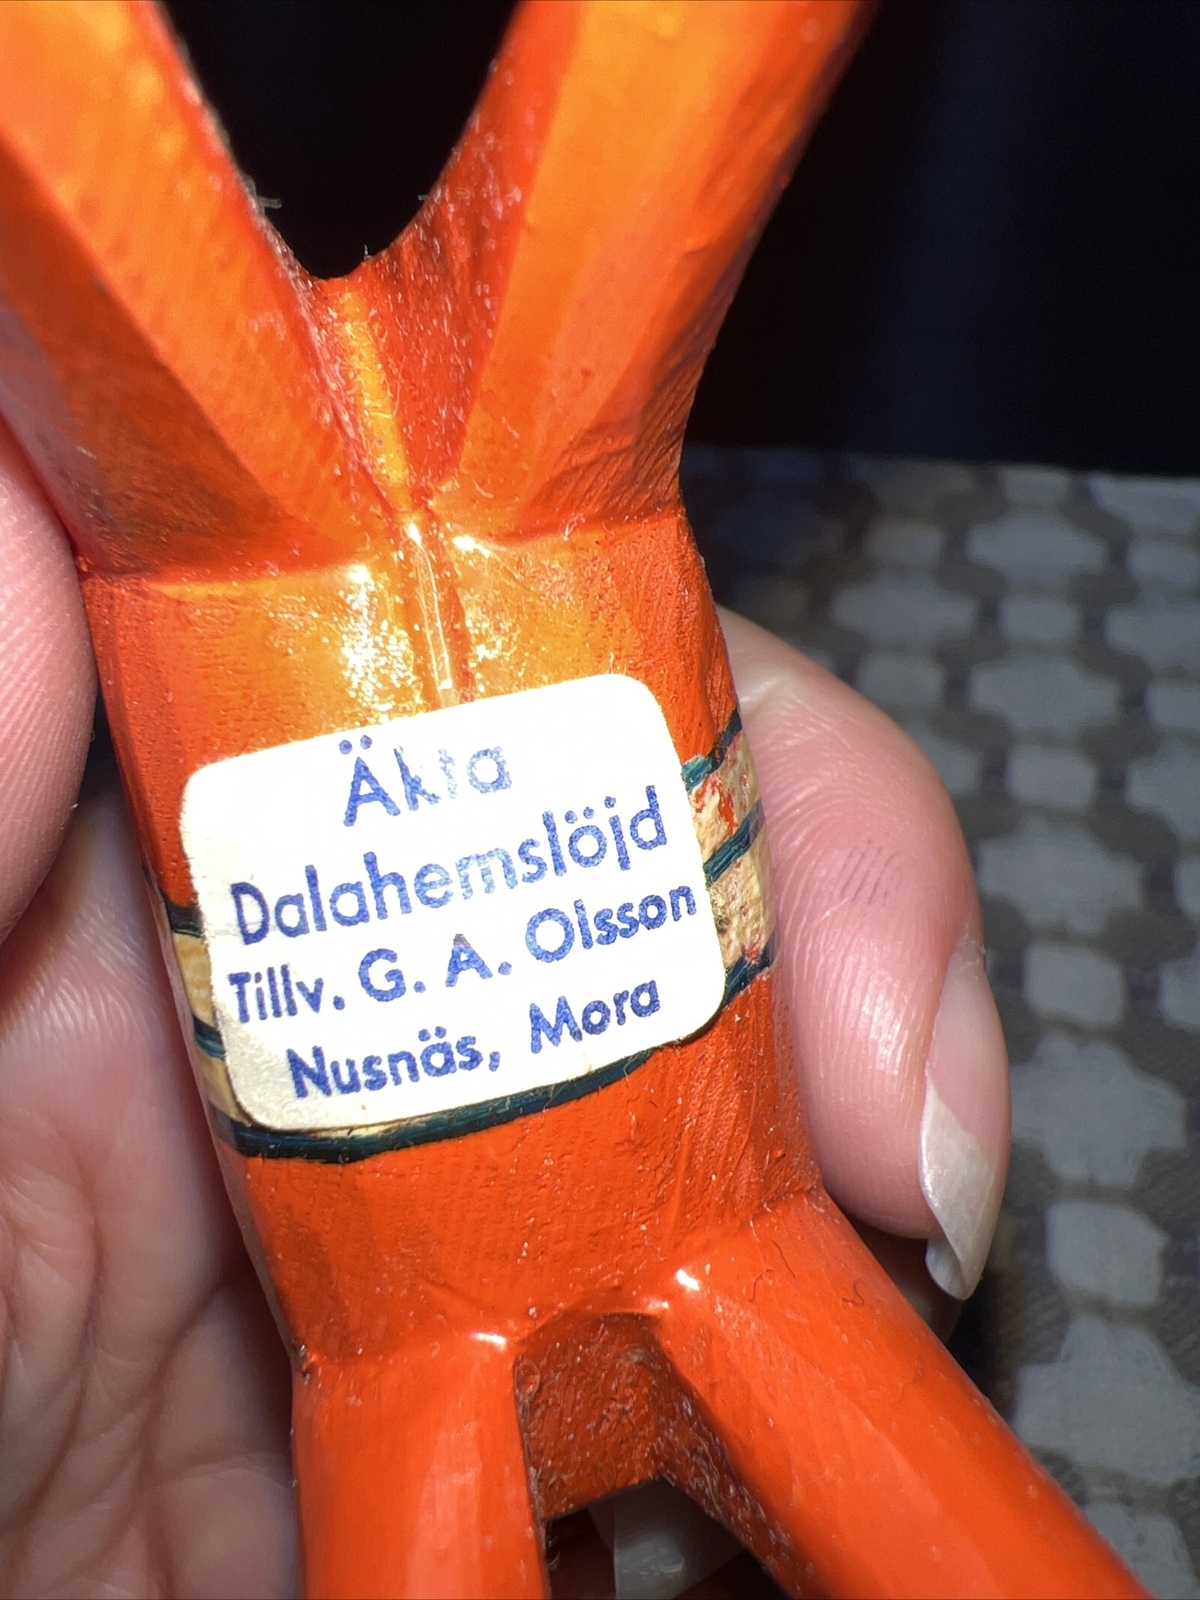 Äkta
Dalahemslöjd
Tillv. G. A. Olsson
Nusnäs, Mora